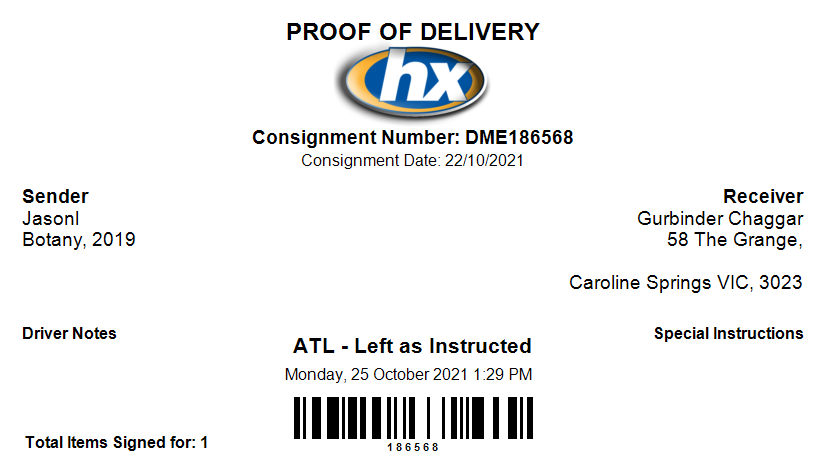 PROOF OF DELIVERY
hx
Consignment Number: DME186568
Consignment Date: 22/10/2021
Sender
Jasonl
Botany, 2019
Receiver
Gurbinder Chaggar
58 The Grange,
Caroline Springs VIC, 3023
Driver Notes
ATL - Left as Instructed
Monday, 25 October 2021 1:29 PM
Special Instructions
186568
Total Items Signed for: 1